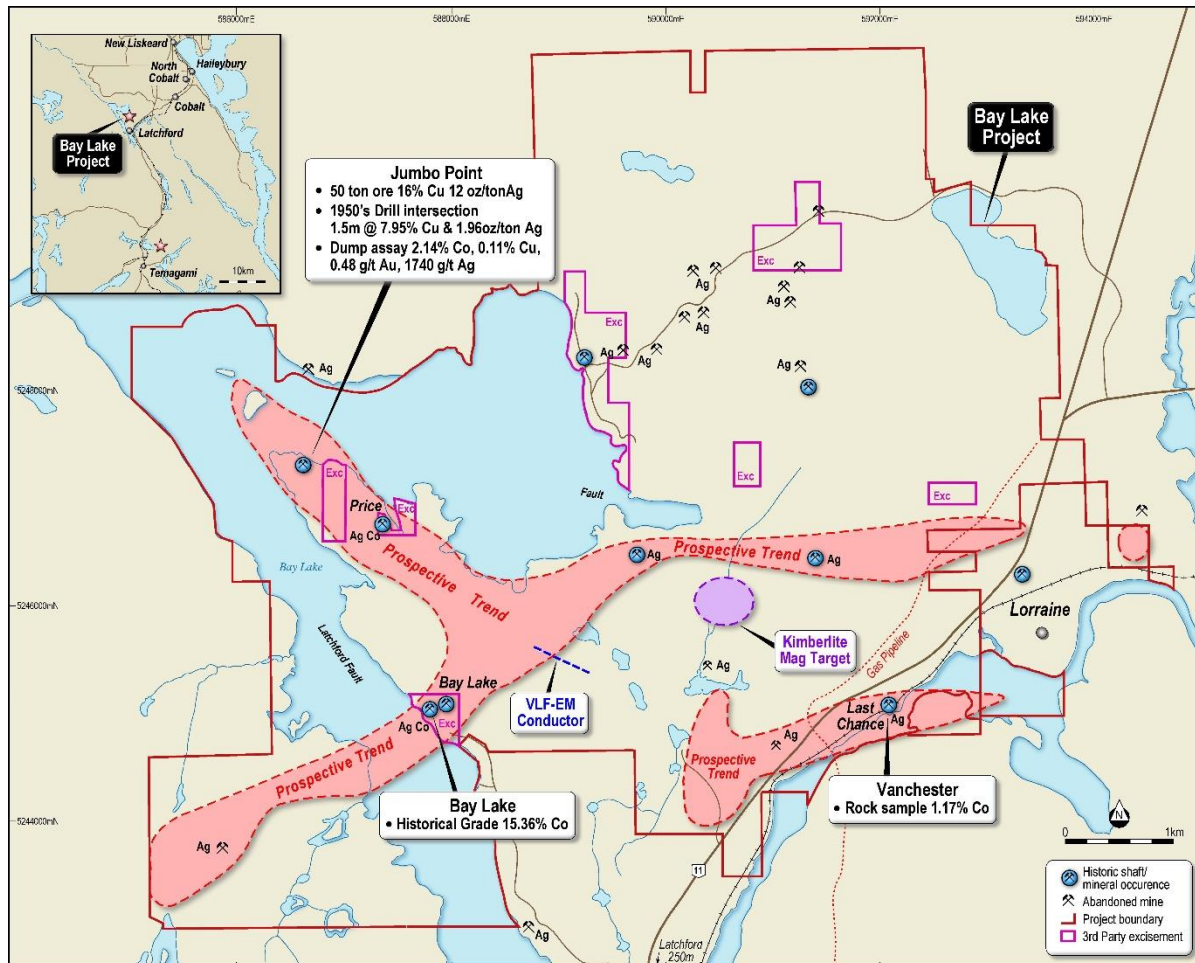 586000mE
588000mE
590000mE
592000mE
594000mE
New Liskeard
Haileybury
North
Cobalt
Cobalt
Latchford
Bay Lake
Project
Temagami
10km
Bay Lake
Project
Jumbo Point
• 50 ton ore 16% Cu 12 oz/tonAg
• 1950's Drill intersection
1.5m @ 7.95% Cu & 1.96oz/ton Ag
• Dump assay 2.14% Co, 0.11% Cu,
0.48 g/t Au, 1740 g/t Ag
Exc
Ag
Ag
Ag
Ag
Exc
Ag
Ag
Ag
5248000mN
Exc
Exc
Exc
Fault
Price
Exc
Ag Co
Ag
Prospective Trend
Ag
Prospective
Trend
Bay Lake
5246000mN
Lorraine
Kimberlite
Mag Target
Gas Pipeline
Latchford Fault
Ag
VLF-EM
Conductor
Bay Lake
Ag Co
Exc
Last
Chance
Ag
Ag
Prospective Trend
Prospective
Trend
Vanchester
• Rock sample 1.17% Co
Bay Lake
• Historical Grade 15.36% Co
5244000mN
Ag
N
0
1km
11
Historic shaft/
mineral occurence
Abandoned mine
Project boundary
3rd Party excisement
Ag
Latchford
250m